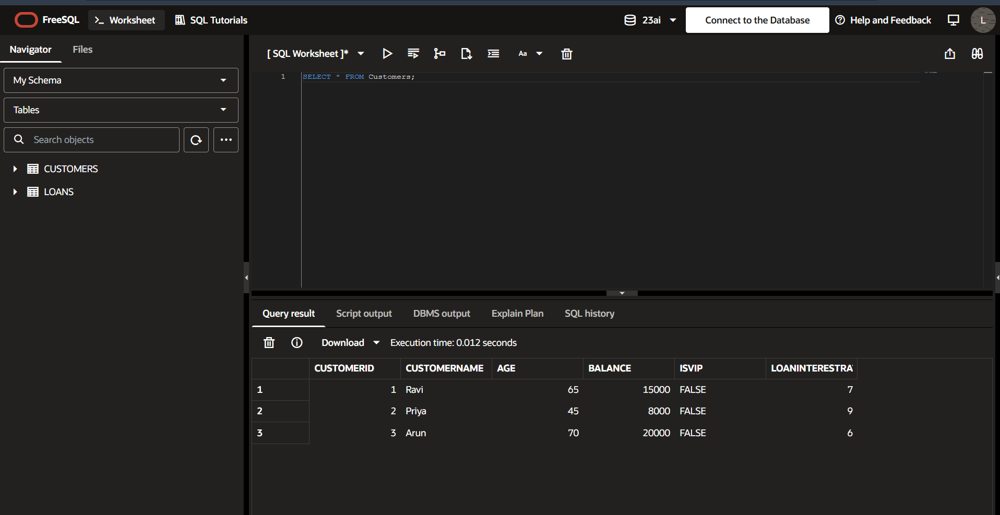 FreeSQL
>_ Worksheet
SQL Tutorials
23ai
Connect to the Database
Help and Feedback
L
Navigator
Files
My Schema
Tables
Search objects
CUSTOMERS
LOANS
[ SQL Worksheet ]*
Aa
1 SELECT * FROM Customers;
Query result
Script output
DBMS output
Explain Plan
SQL history
Download
Execution time: 0.012 seconds
CUSTOMERID CUSTOMERNAME AGE BALANCE ISVIP LOANINTERESTRA
1 1 Ravi 65 15000 FALSE 7
2 2 Priya 45 8000 FALSE 9
3 3 Arun 70 20000 FALSE 6